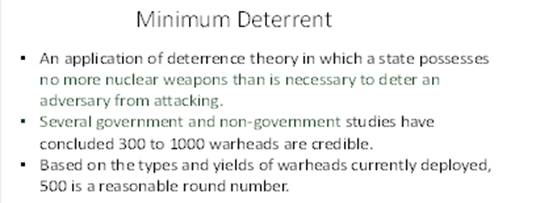 Minimum Deterrent
▪ An application of deterrence theory in which a state possesses
no more nuclear weapons than is necessary to deter an
adversary from attacking.
▪ Several government and non-government studies have
concluded 300 to 1000 warheads are credible.
▪ Based on the types and yields of warheads currently deployed,
500 is a reasonable round number.